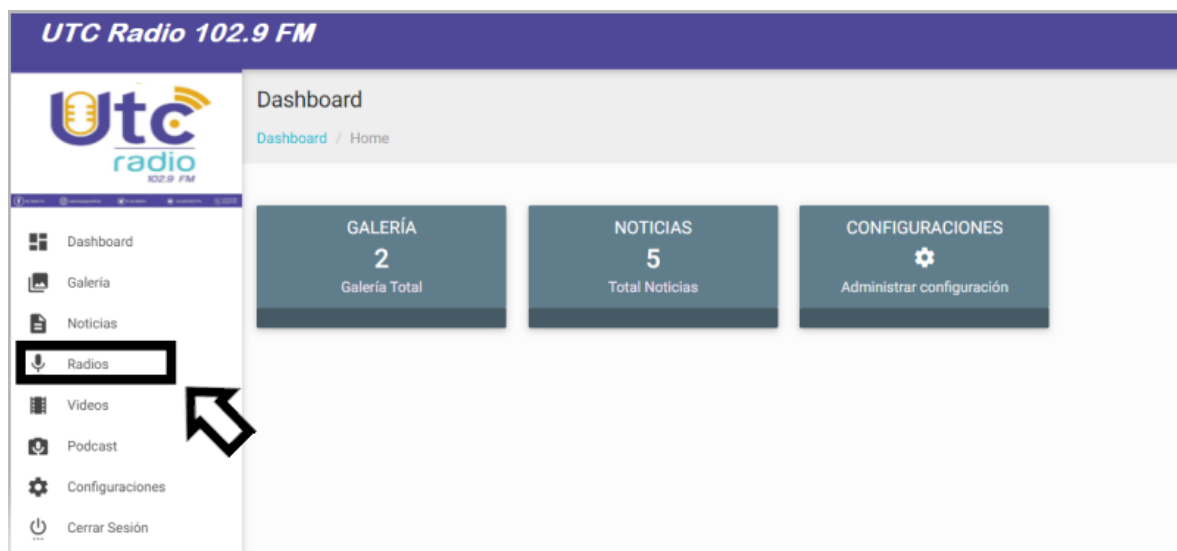 UTC Radio 102.9 FM
Utc
radio
102.9 FM
Dashboard
Galería
Noticias
Radios
Videos
Podcast
Configuraciones
Cerrar Sesión
Dashboard
Dashboard / Home
GALERÍA
2
Galería Total
NOTICIAS
5
Total Noticias
CONFIGURACIONES
Administrar configuración